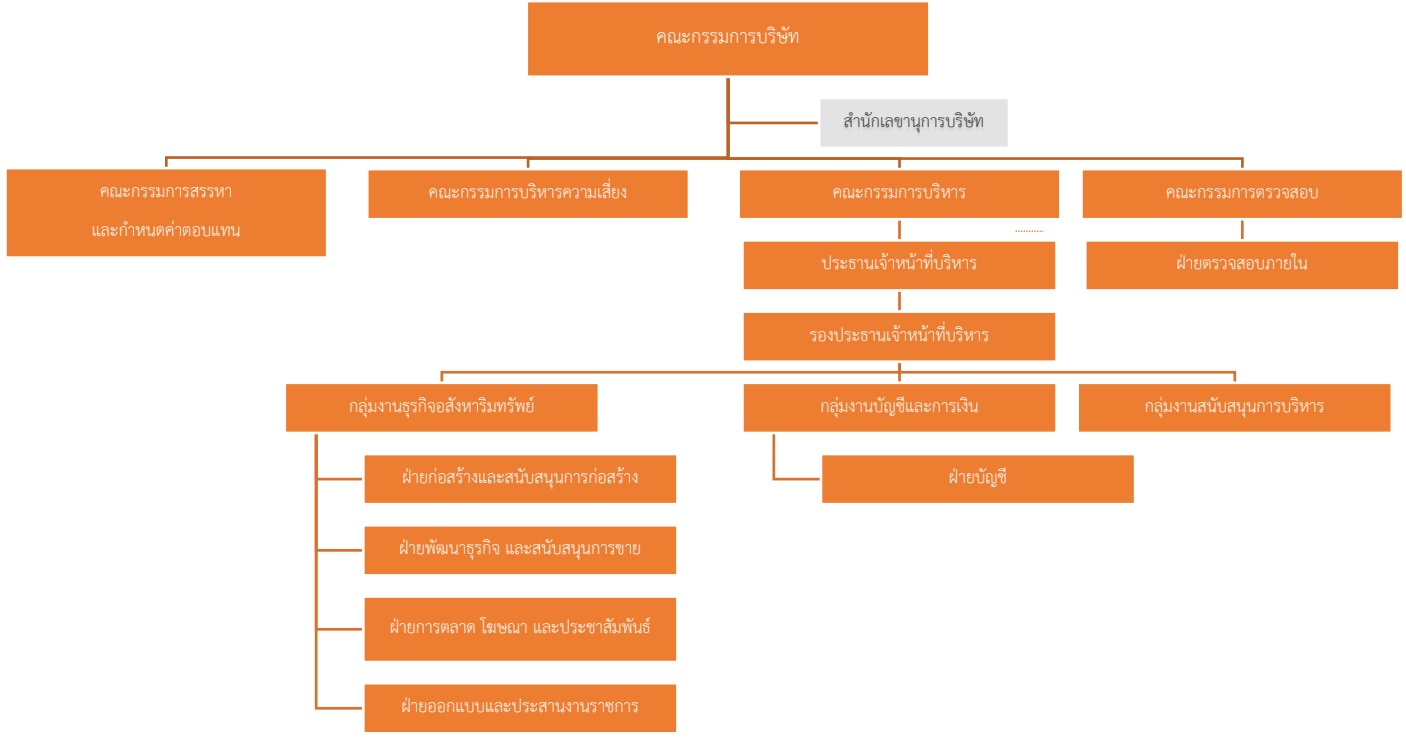 คณะกรรมการบริษัท
สำนักเลขานุการบริษัท
คณะกรรมการสรรหา
และกำหนดค่าตอบแทน
คณะกรรมการบริหารความเสี่ยง
คณะกรรมการบริหาร
คณะกรรมการตรวจสอบ
ประธานเจ้าหน้าที่บริหาร
ฝ่ายตรวจสอบภายใน
รองประธานเจ้าหน้าที่บริหาร
กลุ่มงานธุรกิจอสังหาริมทรัพย์
กลุ่มงานบัญชีและการเงิน
กลุ่มงานสนับสนุนการบริหาร
ฝ่ายก่อสร้างและสนับสนุนการก่อสร้าง
ฝ่ายบัญชี
ฝ่ายพัฒนาธุรกิจ และสนับสนุนการขาย
ฝ่ายการตลาด โฆษณา และประชาสัมพันธ์
ฝ่ายออกแบบและประสานงานราชการ